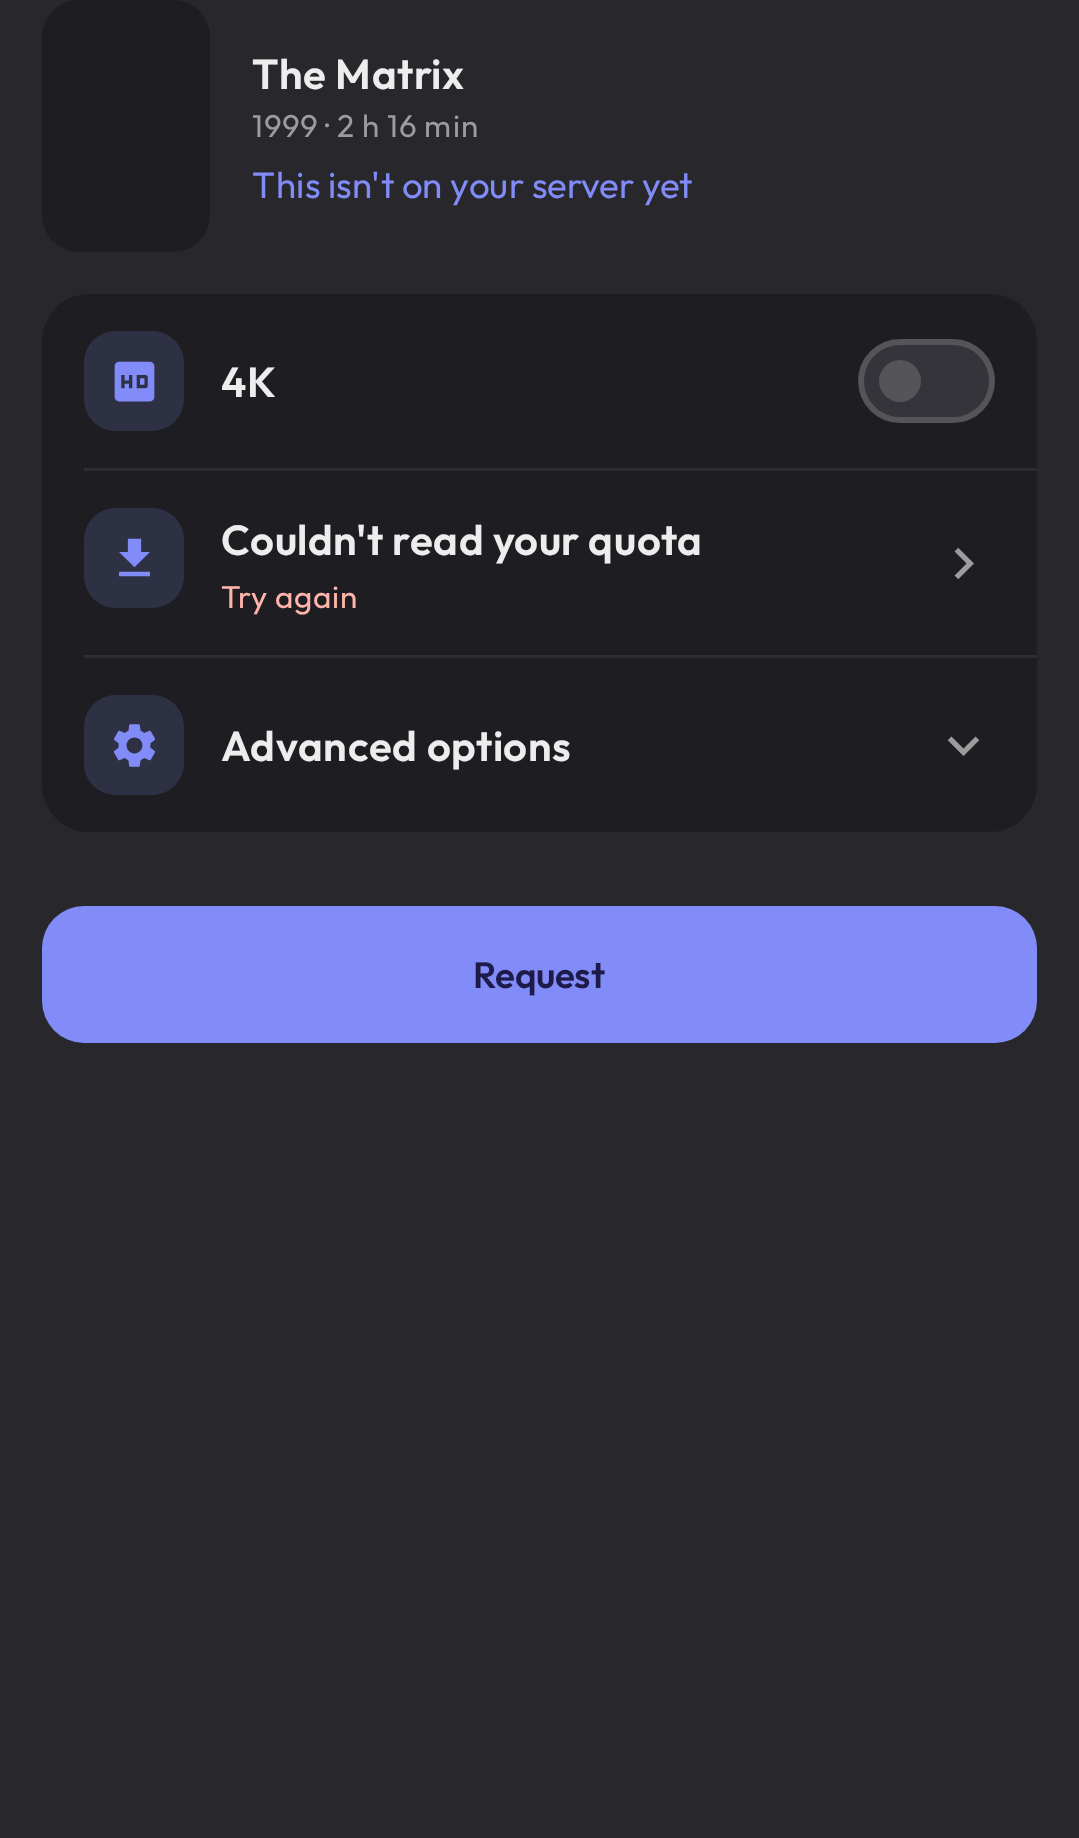 The Matrix
1999 · 2 h 16 min
This isn't on your server yet
HD
4K
Couldn't read your quota
Try again
Advanced options
Request